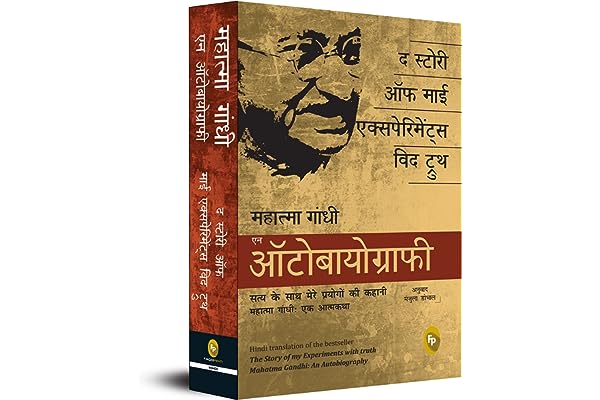 महात्मा गांधी
एन ऑटोबायोग्राफी
द स्टोरी ऑफ
माई एक्सपेरिमेंट्स विद ट्रुथ
द स्टोरी
ऑफ माई
एक्सपेरिमेंट्स
विद ट्रुथ
महात्मा गांधी
एन
ऑटोबायोग्राफी
सत्य के साथ मेरे प्रयोगों की कहानी
महात्मा गांधी: एक आत्मकथा
अनुवाद
Hindi translation of the bestseller
The Story of my Experiments with truth
Mahatma Gandhi: An Autobiography
FP